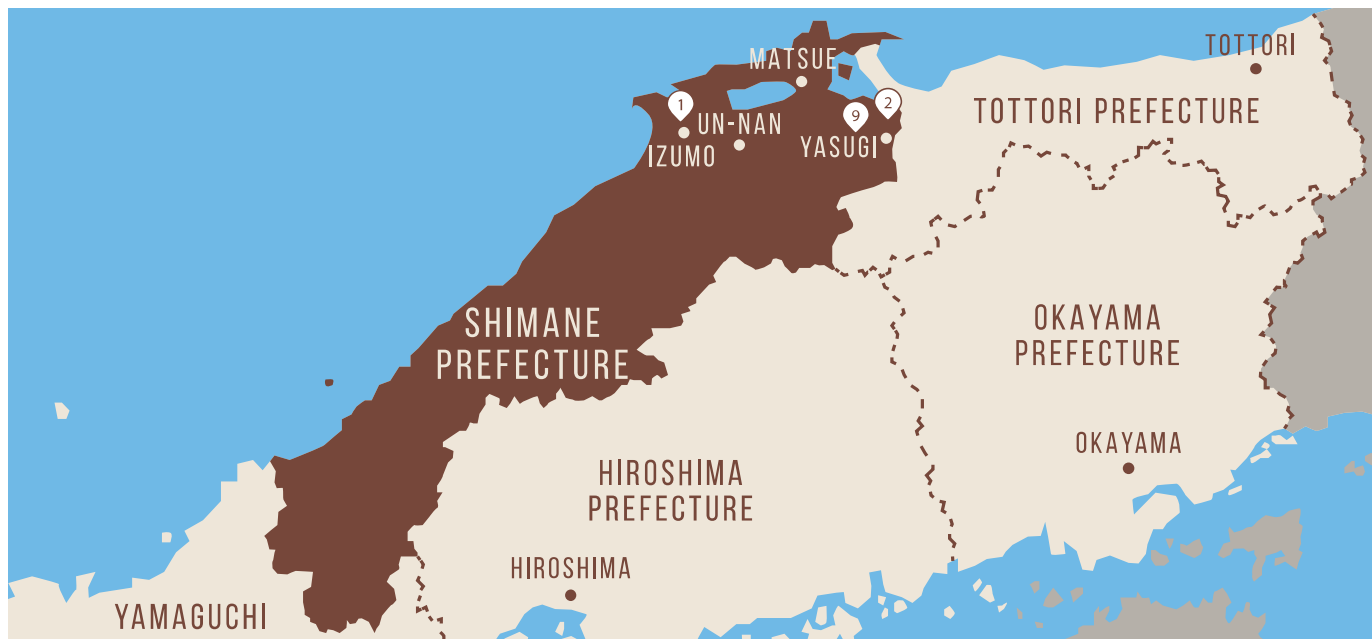 TOTTORI
MATSUE
TOTTORI PREFECTURE
1
9
2
UN-NAN
IZUMO
YASUGI
SHIMANE
PREFECTURE
OKAYAMA
PREFECTURE
OKAYAMA
HIROSHIMA
PREFECTURE
HIROSHIMA
YAMAGUCHI